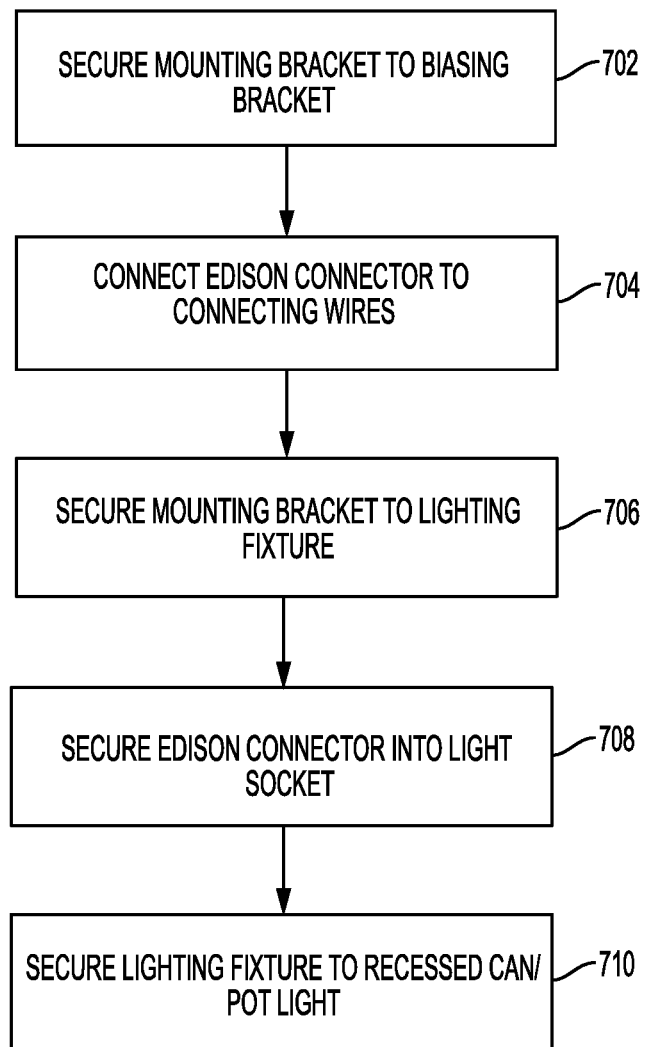 SECURE MOUNTING BRACKET TO BIASING
BRACKET
702
CONNECT EDISON CONNECTOR TO
CONNECTING WIRES
704
SECURE MOUNTING BRACKET TO LIGHTING
FIXTURE
706
SECURE EDISON CONNECTOR INTO LIGHT
SOCKET
708
SECURE LIGHTING FIXTURE TO RECESSED CAN/
POT LIGHT
710